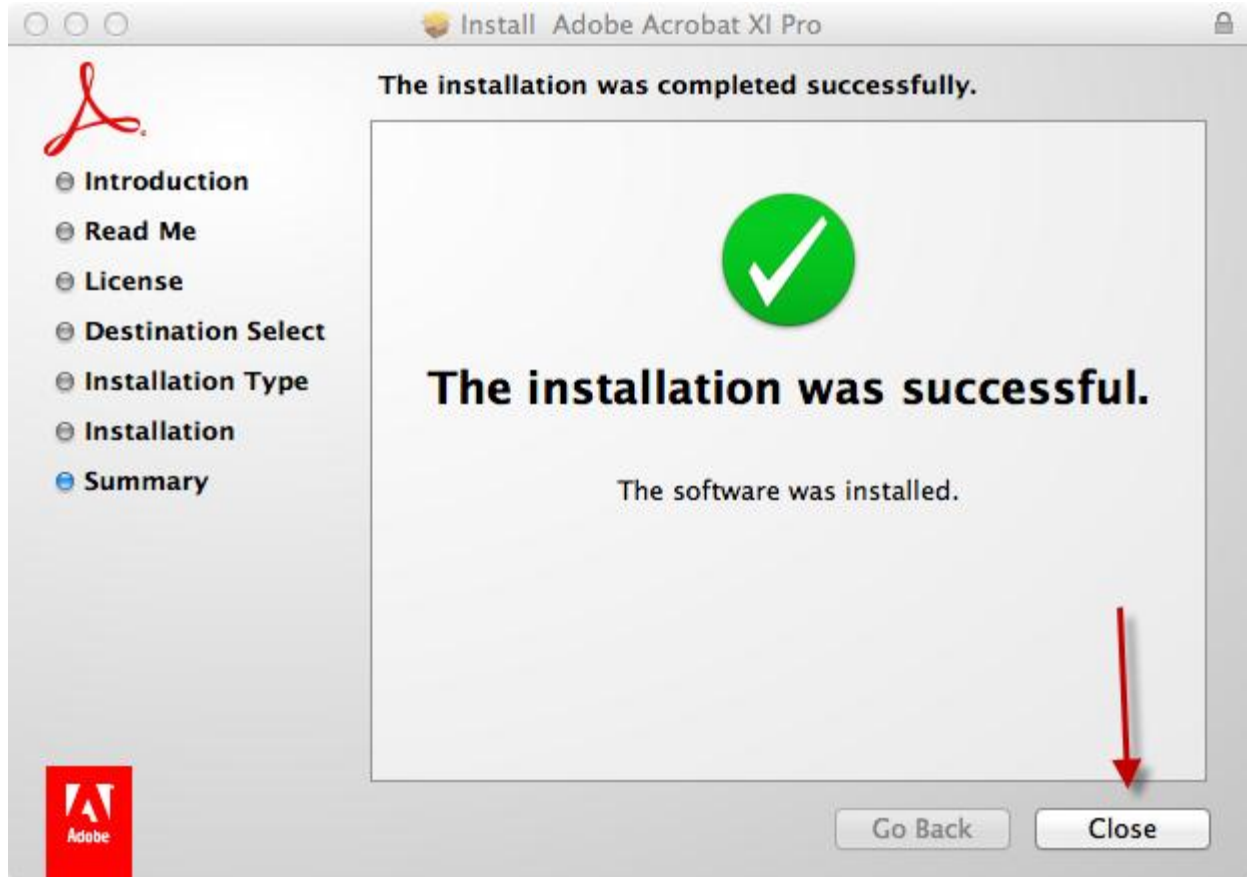 Install Adobe Acrobat XI Pro
The installation was completed successfully.
Introduction
Read Me
License
Destination Select
Installation Type
Installation
Summary
The installation was successful.
The software was installed.
Adobe
Go Back
Close